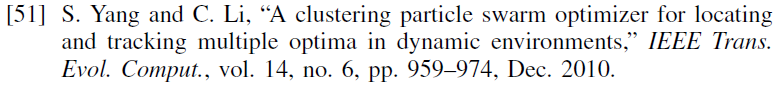 [51] S. Yang and C. Li, “A clustering particle swarm optimizer for locating
and tracking multiple optima in dynamic environments,” IEEE Trans.
Evol. Comput., vol. 14, no. 6, pp. 959–974, Dec. 2010.